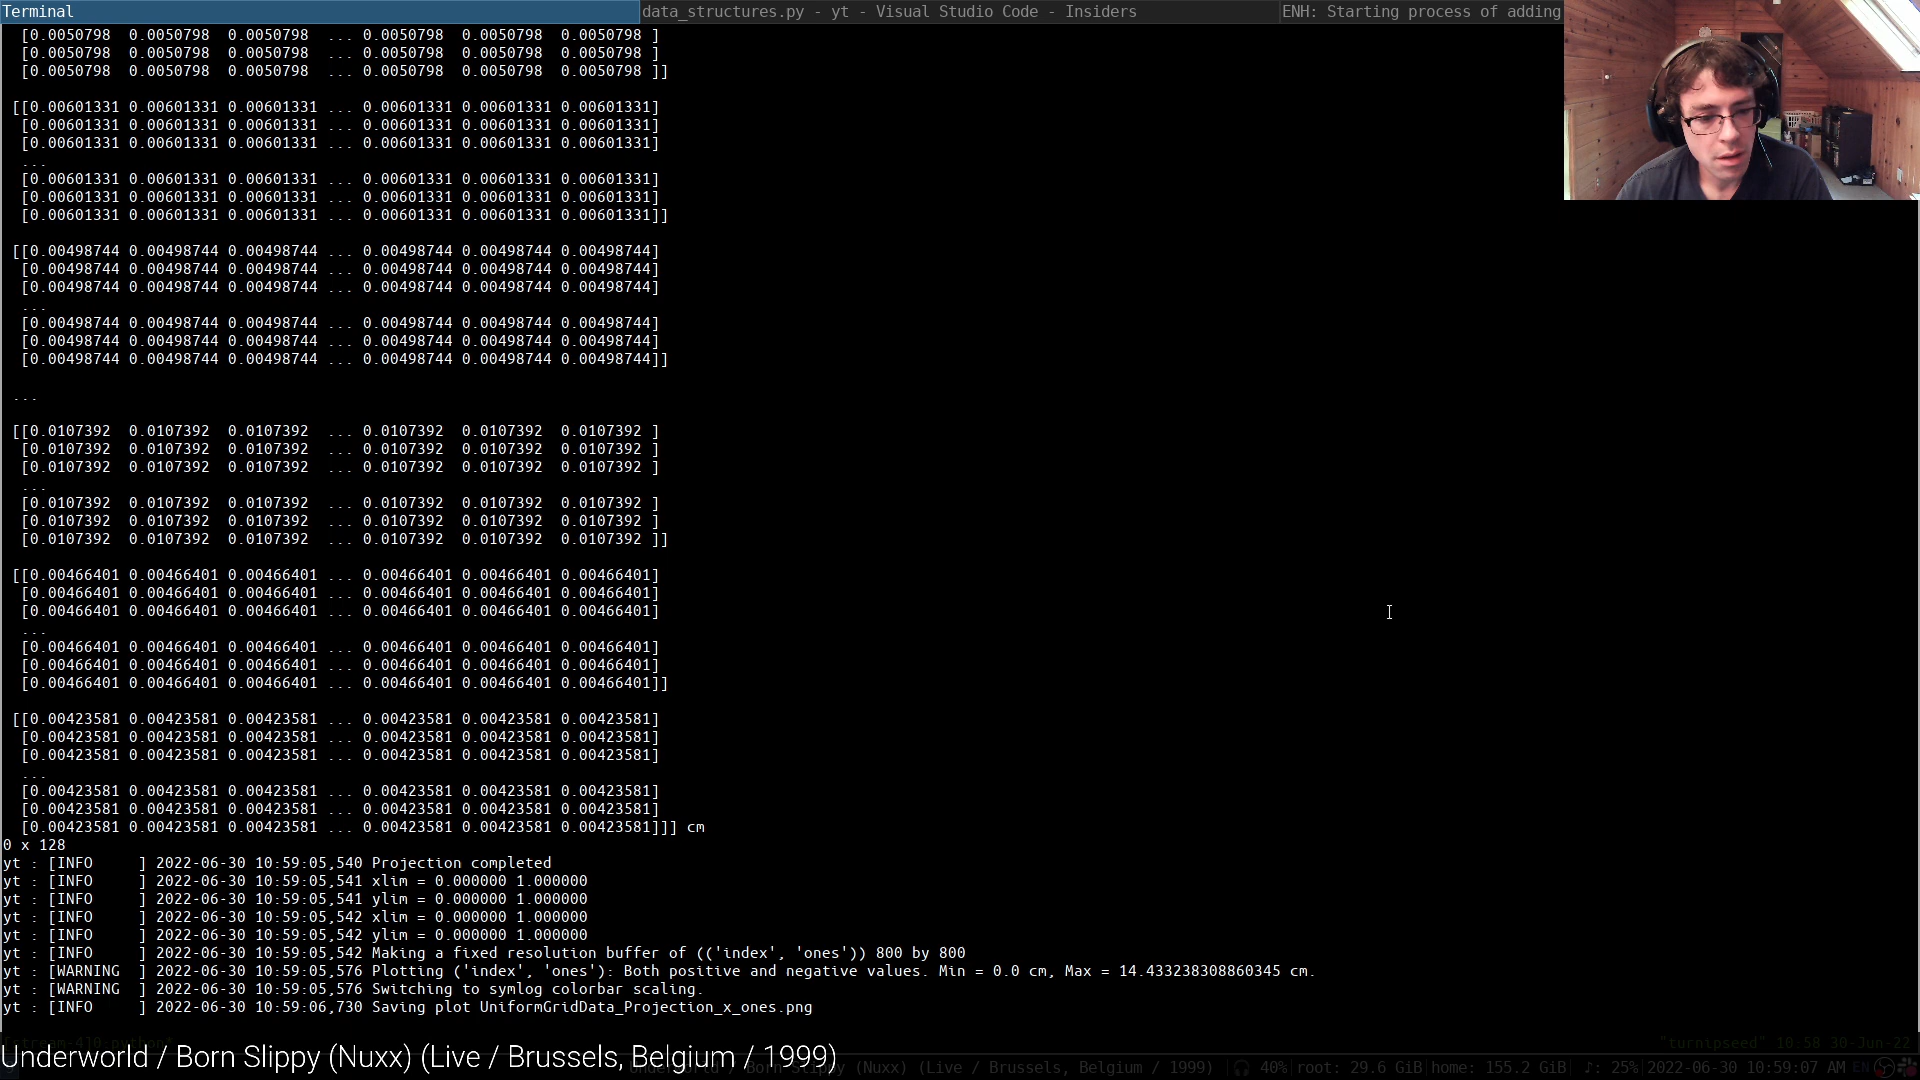 Terminal
data_structures.py - yt - Visual Studio Code - Insiders
ENH: Starting process of adding
[0.0050798 0.0050798 0.0050798 ... 0.0050798 0.0050798 0.0050798 ]
[0.0050798 0.0050798 0.0050798 ... 0.0050798 0.0050798 0.0050798 ]
[0.0050798 0.0050798 0.0050798 ... 0.0050798 0.0050798 0.0050798 ]]
[[0.00601331 0.00601331 0.00601331 ... 0.00601331 0.00601331 0.00601331]
[0.00601331 0.00601331 0.00601331 ... 0.00601331 0.00601331 0.00601331]
[0.00601331 0.00601331 0.00601331 ... 0.00601331 0.00601331 0.00601331]
...
[0.00601331 0.00601331 0.00601331 ... 0.00601331 0.00601331 0.00601331]
[0.00601331 0.00601331 0.00601331 ... 0.00601331 0.00601331 0.00601331]
[0.00601331 0.00601331 0.00601331 ... 0.00601331 0.00601331 0.00601331]]
[[0.00498744 0.00498744 0.00498744 ... 0.00498744 0.00498744 0.00498744]
[0.00498744 0.00498744 0.00498744 ... 0.00498744 0.00498744 0.00498744]
[0.00498744 0.00498744 0.00498744 ... 0.00498744 0.00498744 0.00498744]
...
[0.00498744 0.00498744 0.00498744 ... 0.00498744 0.00498744 0.00498744]
[0.00498744 0.00498744 0.00498744 ... 0.00498744 0.00498744 0.00498744]
[0.00498744 0.00498744 0.00498744 ... 0.00498744 0.00498744 0.00498744]]
...
[[0.0107392 0.0107392 0.0107392 ... 0.0107392 0.0107392 0.0107392 ]
[0.0107392 0.0107392 0.0107392 ... 0.0107392 0.0107392 0.0107392 ]
[0.0107392 0.0107392 0.0107392 ... 0.0107392 0.0107392 0.0107392 ]
...
[0.0107392 0.0107392 0.0107392 ... 0.0107392 0.0107392 0.0107392 ]
[0.0107392 0.0107392 0.0107392 ... 0.0107392 0.0107392 0.0107392 ]
[0.0107392 0.0107392 0.0107392 ... 0.0107392 0.0107392 0.0107392 ]]
[[0.00466401 0.00466401 0.00466401 ... 0.00466401 0.00466401 0.00466401]
[0.00466401 0.00466401 0.00466401 ... 0.00466401 0.00466401 0.00466401]
[0.00466401 0.00466401 0.00466401 ... 0.00466401 0.00466401 0.00466401]
...
[0.00466401 0.00466401 0.00466401 ... 0.00466401 0.00466401 0.00466401]
[0.00466401 0.00466401 0.00466401 ... 0.00466401 0.00466401 0.00466401]
[0.00466401 0.00466401 0.00466401 ... 0.00466401 0.00466401 0.00466401]]
[[0.00423581 0.00423581 0.00423581 ... 0.00423581 0.00423581 0.00423581]
[0.00423581 0.00423581 0.00423581 ... 0.00423581 0.00423581 0.00423581]
[0.00423581 0.00423581 0.00423581 ... 0.00423581 0.00423581 0.00423581]
...
[0.00423581 0.00423581 0.00423581 ... 0.00423581 0.00423581 0.00423581]
[0.00423581 0.00423581 0.00423581 ... 0.00423581 0.00423581 0.00423581]
[0.00423581 0.00423581 0.00423581 ... 0.00423581 0.00423581 0.00423581]]] cm
0 x 128
yt : [INFO     ] 2022-06-30 10:59:05,540 Projection completed
yt : [INFO     ] 2022-06-30 10:59:05,541 xlim = 0.000000 1.000000
yt : [INFO     ] 2022-06-30 10:59:05,541 ylim = 0.000000 1.000000
yt : [INFO     ] 2022-06-30 10:59:05,542 xlim = 0.000000 1.000000
yt : [INFO     ] 2022-06-30 10:59:05,542 ylim = 0.000000 1.000000
yt : [INFO     ] 2022-06-30 10:59:05,542 Making a fixed resolution buffer of (('index', 'ones')) 800 by 800
yt : [WARNING  ] 2022-06-30 10:59:05,576 Plotting ('index', 'ones'): Both positive and negative values. Min = 0.0 cm, Max = 14.433238308860345 cm.
yt : [WARNING  ] 2022-06-30 10:59:05,576 Switching to symlog colorbar scaling.
yt : [INFO     ] 2022-06-30 10:59:06,730 Saving plot UniformGridData_Projection_x_ones.png
"turnipseed" 10:58 30-Jun-22
Underworld / Born Slippy (Nuxx) (Live / Brussels, Belgium / 1999)
(Nuxx) (Live / Brussels, Belgium / 1999) 40% root: 29.6 GiB home: 155.2 GiB ♪: 25% 2022-06-30 10:59:07 AM EN